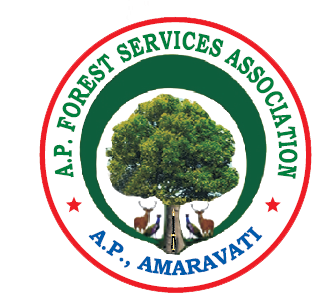 A.P. FOREST SERVICES ASSOCIATION
A.P., AMARAVATI